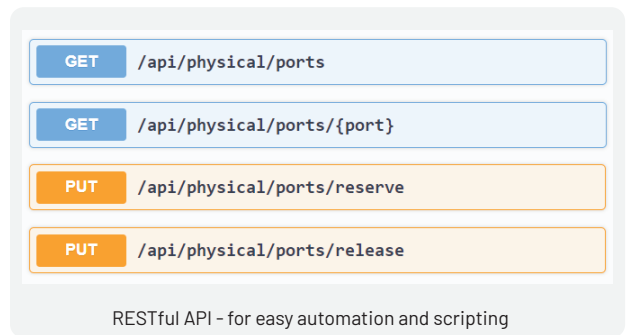 GET /api/physical/ports
GET /api/physical/ports/{port}
PUT /api/physical/ports/reserve
PUT /api/physical/ports/release
RESTful API - for easy automation and scripting